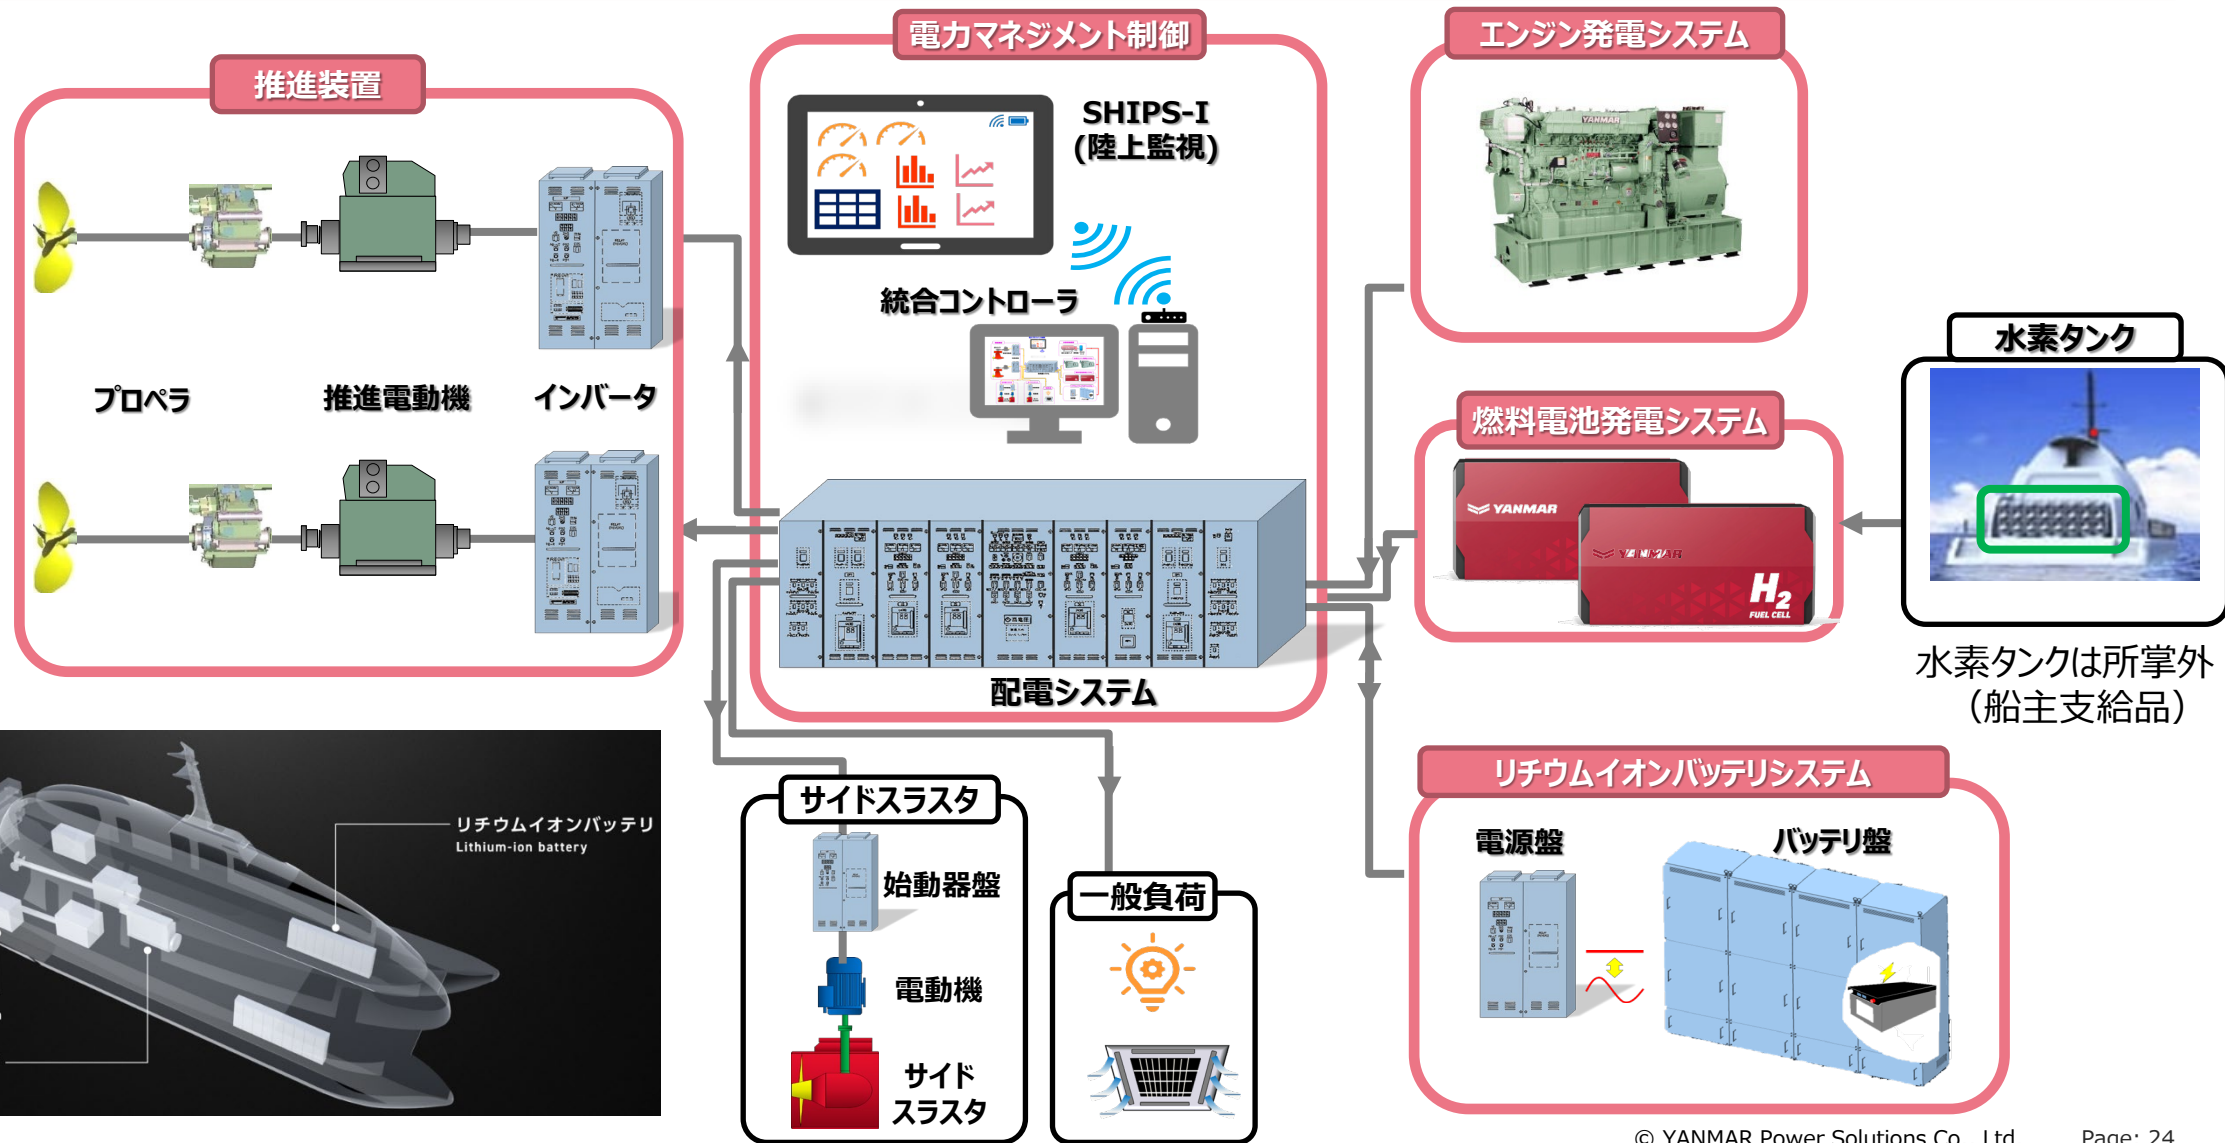 推進装置
プロペラ
推進電動機
インバータ
電力マネジメント制御
SHIPS-I
(陸上監視)
統合コントローラ
配電システム
エンジン発電システム
YANMAR
燃料電池発電システム
YANMAR
YANMAR
H2
FUEL CELL
水素タンク
水素タンクは所掌外
（船主支給品）
リチウムイオンバッテリシステム
電源盤
バッテリ盤
サイドスラスタ
始動器盤
電動機
サイド
スラスタ
一般負荷
リチウムイオンバッテリ
Lithium-ion battery
© YANMAR Power Solutions Co., Ltd.
Page: 24